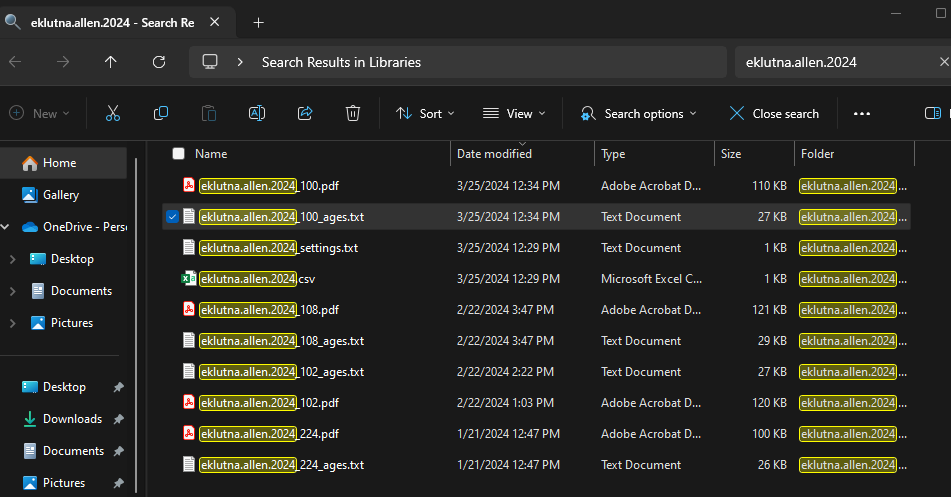 eklutna.allen.2024 - Search Re
Search Results in Libraries
eklutna.allen.2024
New
Sort
View
Search options
Close search
Name Date modified Type Size Folder
eklutna.allen.2024_100.pdf 3/25/2024 12:34 PM Adobe Acrobat D... 110 KB eklutna.allen.2024...
eklutna.allen.2024_100_ages.txt 3/25/2024 12:34 PM Text Document 27 KB eklutna.allen.2024...
eklutna.allen.2024_settings.txt 3/25/2024 12:29 PM Text Document 1 KB eklutna.allen.2024...
eklutna.allen.2024.csv 3/25/2024 12:29 PM Microsoft Excel C... 1 KB eklutna.allen.2024...
eklutna.allen.2024_108.pdf 2/22/2024 3:47 PM Adobe Acrobat D... 121 KB eklutna.allen.2024...
eklutna.allen.2024_108_ages.txt 2/22/2024 3:47 PM Text Document 29 KB eklutna.allen.2024...
eklutna.allen.2024_102_ages.txt 2/22/2024 2:22 PM Text Document 27 KB eklutna.allen.2024...
eklutna.allen.2024_102.pdf 2/22/2024 1:03 PM Adobe Acrobat D... 120 KB eklutna.allen.2024...
eklutna.allen.2024_224.pdf 1/21/2024 12:47 PM Adobe Acrobat D... 100 KB eklutna.allen.2024...
eklutna.allen.2024_224_ages.txt 1/21/2024 12:47 PM Text Document 26 KB eklutna.allen.2024...
Home
Gallery
OneDrive - Pers
Desktop
Documents
Pictures
Desktop
Downloads
Documents
Pictures